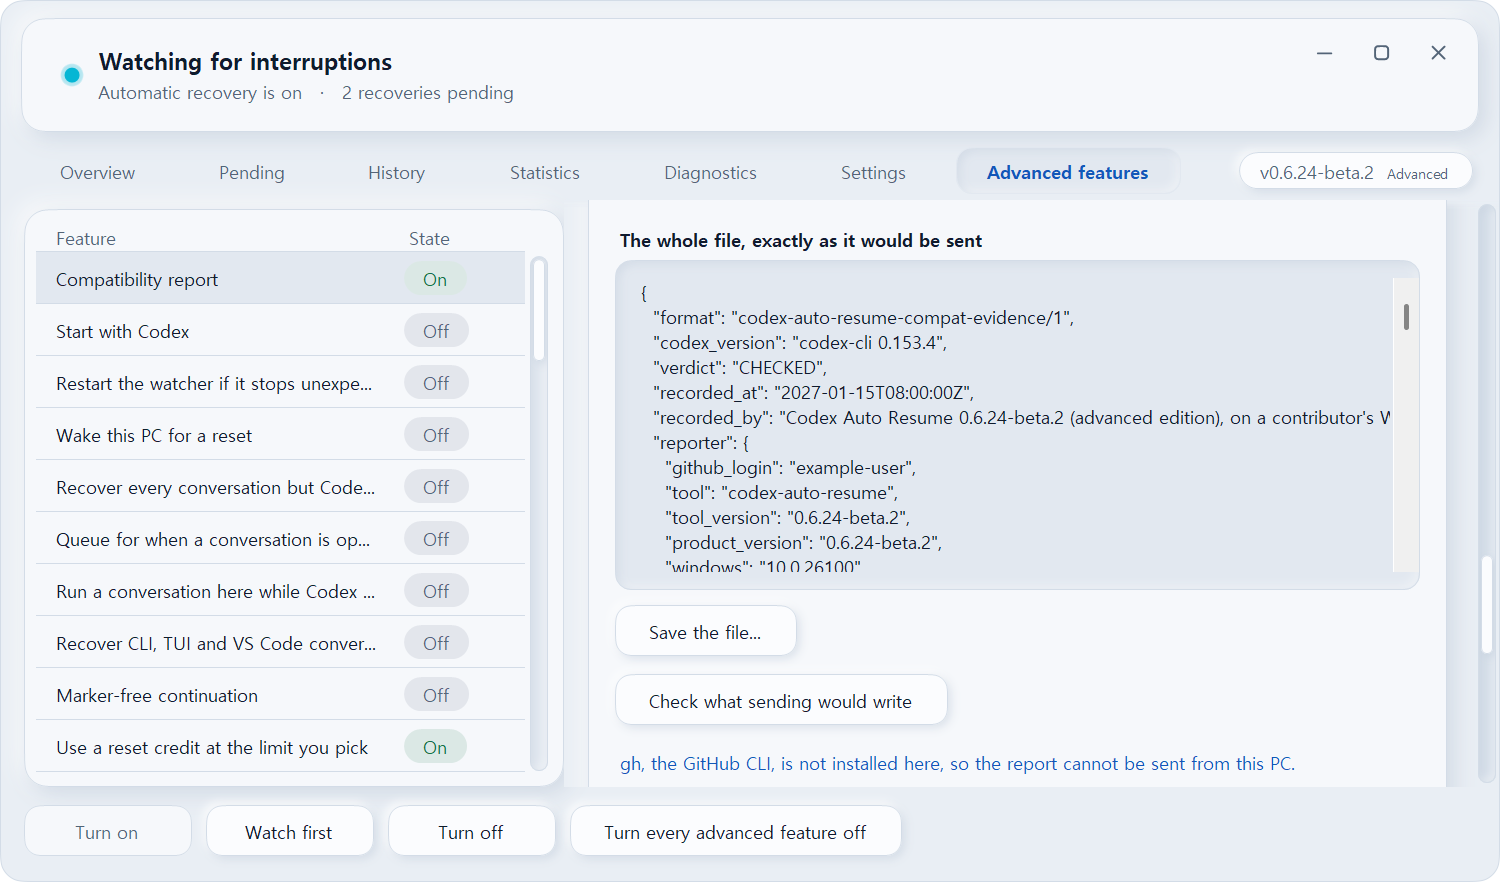 Watching for interruptions
Automatic recovery is on · 2 recoveries pending
Overview
Pending
History
Statistics
Diagnostics
Settings
Advanced features
v0.6.24-beta.2 Advanced
Feature State
Compatibility report On
Start with Codex Off
Restart the watcher if it stops unexpe... Off
Wake this PC for a reset Off
Recover every conversation but Code... Off
Queue for when a conversation is op... Off
Run a conversation here while Codex ... Off
Recover CLI, TUI and VS Code conver... Off
Marker-free continuation Off
Use a reset credit at the limit you pick On
The whole file, exactly as it would be sent
{
"format": "codex-auto-resume-compat-evidence/1",
"codex_version": "codex-cli 0.153.4",
"verdict": "CHECKED",
"recorded_at": "2027-01-15T08:00:00Z",
"recorded_by": "Codex Auto Resume 0.6.24-beta.2 (advanced edition), on a contributor's W
"reporter": {
"github_login": "example-user",
"tool": "codex-auto-resume",
"tool_version": "0.6.24-beta.2",
"product_version": "0.6.24-beta.2",
"windows": "10.0.26100"
Save the file...
Check what sending would write
gh, the GitHub CLI, is not installed here, so the report cannot be sent from this PC.
Turn on
Watch first
Turn off
Turn every advanced feature off